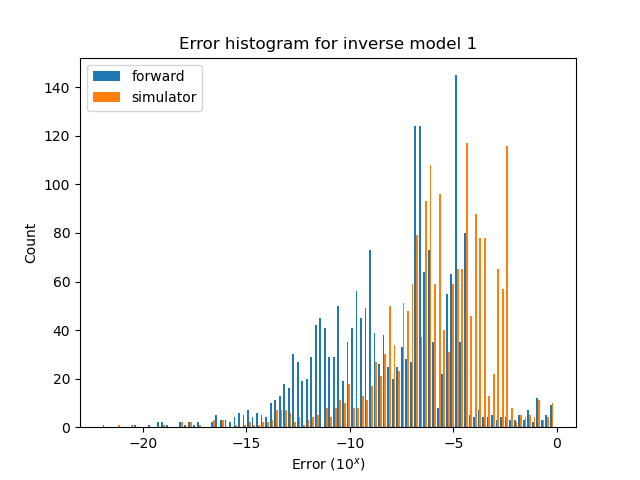 Error histogram for inverse model 1
forward
simulator
Count
140
120
100
80
60
40
20
0
−20
−15
−10
−5
0
Error (10^x)